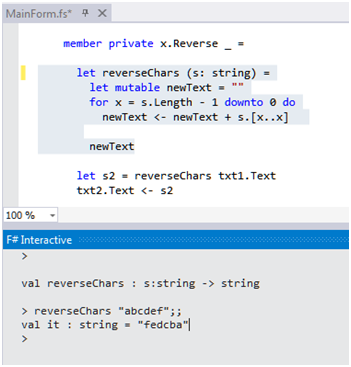 MainForm.fs*
member private x.Reverse _ =
let reverseChars (s: string) =
let mutable newText = ""
for x = s.Length - 1 downto 0 do
newText <- newText + s.[x..x]
newText
let s2 = reverseChars txt1.Text
txt2.Text <- s2
100 %
F# Interactive
>
val reverseChars : s:string -> string
> reverseChars "abcdef";;
val it : string = "fedcba"
>